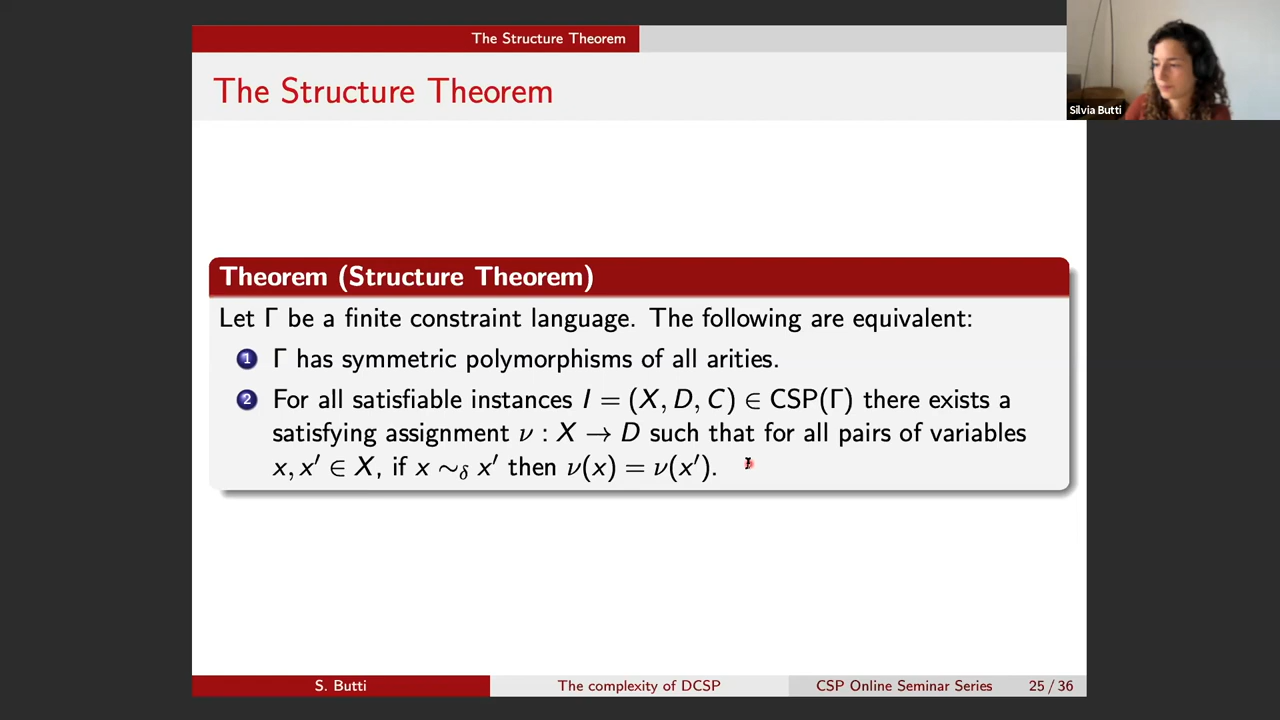 The Structure Theorem
Silvia Butti
The Structure Theorem
Theorem (Structure Theorem)
Let Γ be a finite constraint language. The following are equivalent:
1 Γ has symmetric polymorphisms of all arities.
2 For all satisfiable instances I = (X, D, C) ∈ CSP(Γ) there exists a
satisfying assignment ν : X → D such that for all pairs of variables
x, x′ ∈ X, if x ∼δ x′ then ν(x) = ν(x′).
S. Butti
The complexity of DCSP
CSP Online Seminar Series
25 / 36